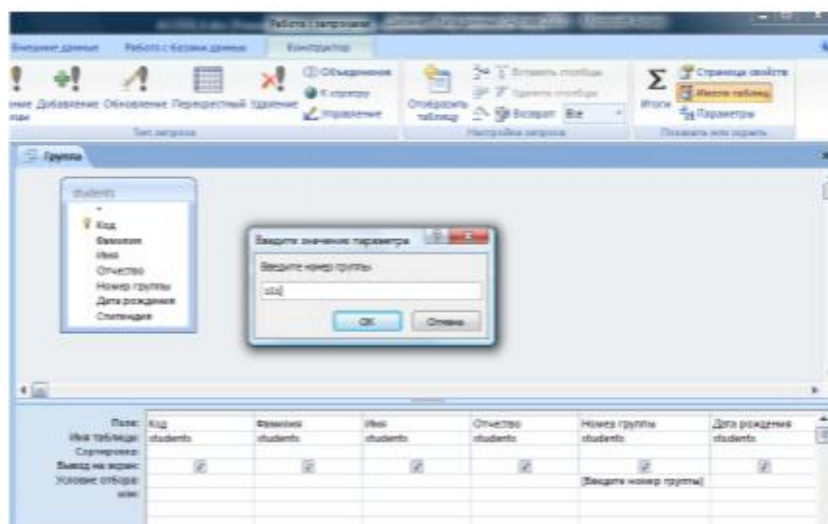 Работа с запросами
Внешние данные Работа с базами данных Конструктор
Добавление Обновление Перекрестный Удаление
Объединение
К серверу
Управление
Отобразить таблицу
Вставить столбцы
Удалить столбцы
Возврат: Все
Итоги
Страница свойств
Имена таблиц
Параметры
Тип запроса Настройка запроса Показать или скрыть
Группа
students
*
Код
Фамилия
Имя
Отчество
Номер группы
Дата рождения
Стипендия
Введите значение параметра
Введите номер группы
OK Отмена
Поле: Код Фамилия Имя Отчество Номер группы Дата рождения
Имя таблицы: students students students students students students
Сортировка:
Вывод на экран:
Условие отбора: [Введите номер группы]
или: